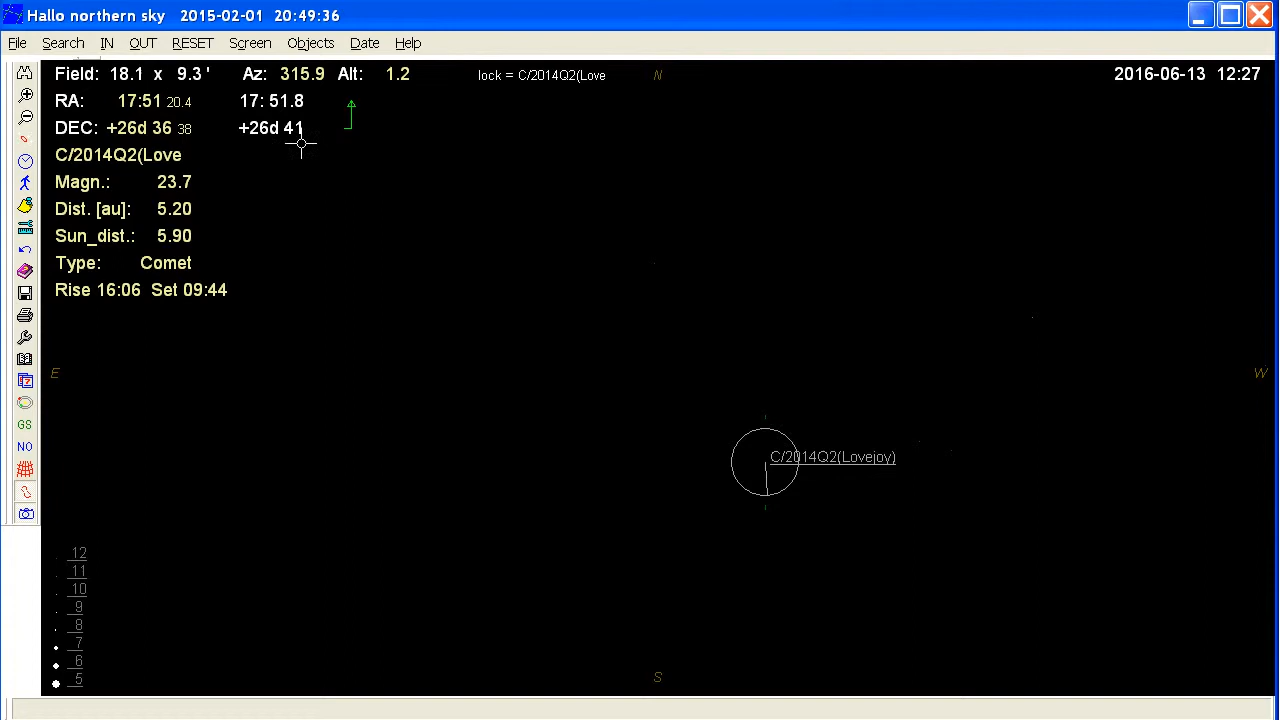 Hallo northern sky 2015-02-01 20:49:36
File Search IN OUT RESET Screen Objects Date Help
Field: 18.1 x 9.3 ' Az: 315.9 Alt: 1.2 lock = C/2014Q2(Love N 2016-06-13 12:27
RA: 17:51 20.4 17: 51.8
DEC: +26d 36 38 +26d 41
C/2014Q2(Love
Magn.: 23.7
Dist. [au]: 5.20
Sun_dist.: 5.90
Type: Comet
Rise 16:06 Set 09:44
E W
GS
NO
C/2014Q2(Lovejoy)
12
11
10
9
8
7
6
5
S